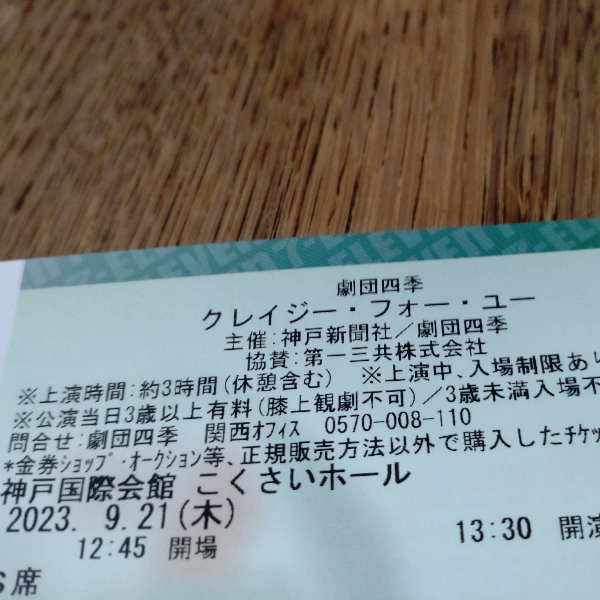 7-ELEVEN 7-ELEVEN
劇団四季
クレイジー・フォー・ユー
主催:神戸新聞社/劇団四季
協賛:第一三共株式会社
※上演時間:約3時間(休憩含む) ※上演中、入場制限あ
※公演当日3歳以上有料(膝上観劇不可)/3歳未満入場不
問合せ:劇団四季 関西オフィス 0570-008-110
*金券ショップ・オークション等、正規販売方法以外で購入したチケッ
神戸国際会館 こくさいホール
2023. 9.21(木)
12:45 開場 13:30 開演
S席